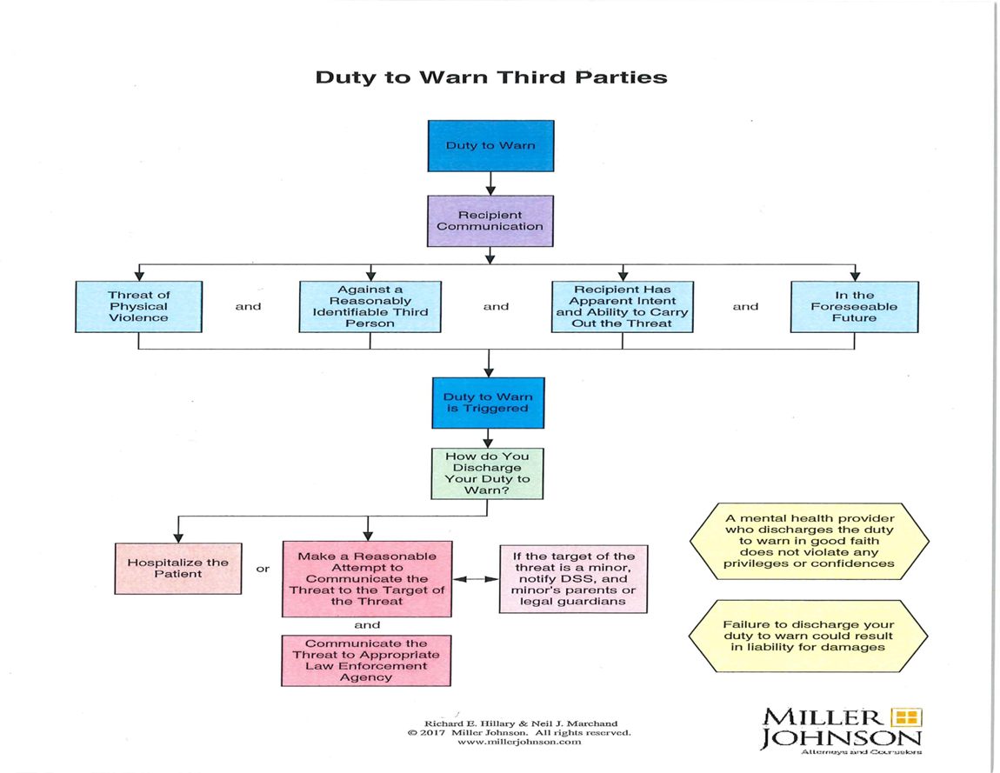 Duty to Warn Third Parties
Duty to Warn
Recipient
Communication
Threat of
Physical
Violence
and
Against a
Reasonably
Identifiable Third
Person
and
Recipient Has
Apparent Intent
and Ability to Carry
Out the Threat
and
In the
Foreseeable
Future
Duty to Warn
is Triggered
How do You
Discharge
Your Duty to
Warn?
Hospitalize the
Patient
or
Make a Reasonable
Attempt to
Communicate the
Threat to the Target of
the Threat
If the target of the
threat is a minor,
notify DSS, and
minor's parents or
legal guardians
and
Communicate the
Threat to Appropriate
Law Enforcement
Agency
A mental health provider
who discharges the duty
to warn in good faith
does not violate any
privileges or confidences
Failure to discharge your
duty to warn could result
in liability for damages
Richard E. Hillary & Neil J. Marchand
© 2017 Miller Johnson. All rights reserved.
www.millerjohnson.com
MILLER
JOHNSON
Attorneys and Counselors